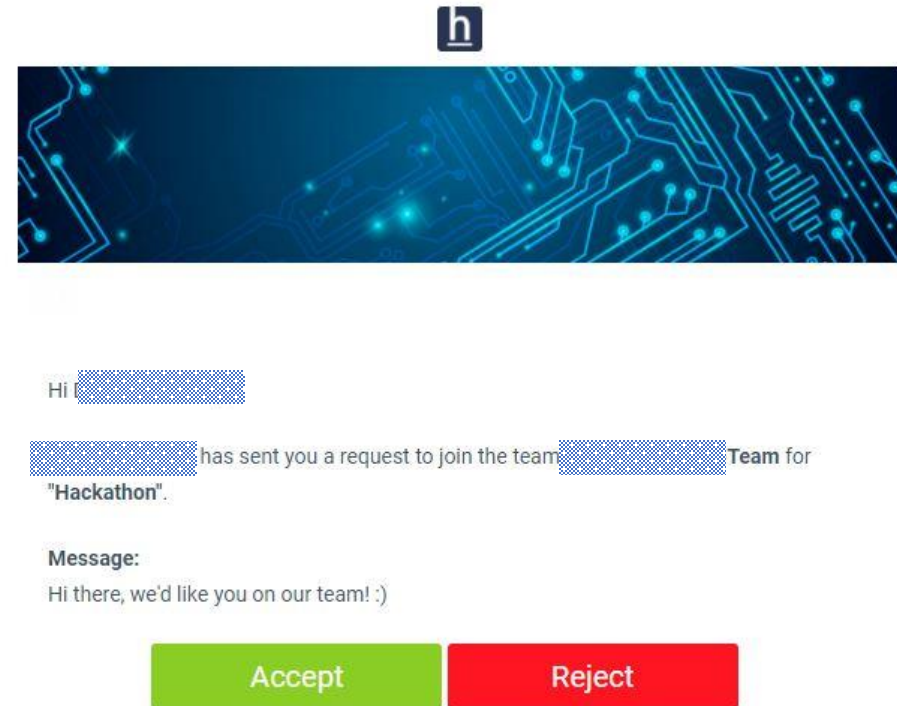 h
Hi
has sent you a request to join the team Team for
"Hackathon".
Message:
Hi there, we'd like you on our team! :)
Accept Reject